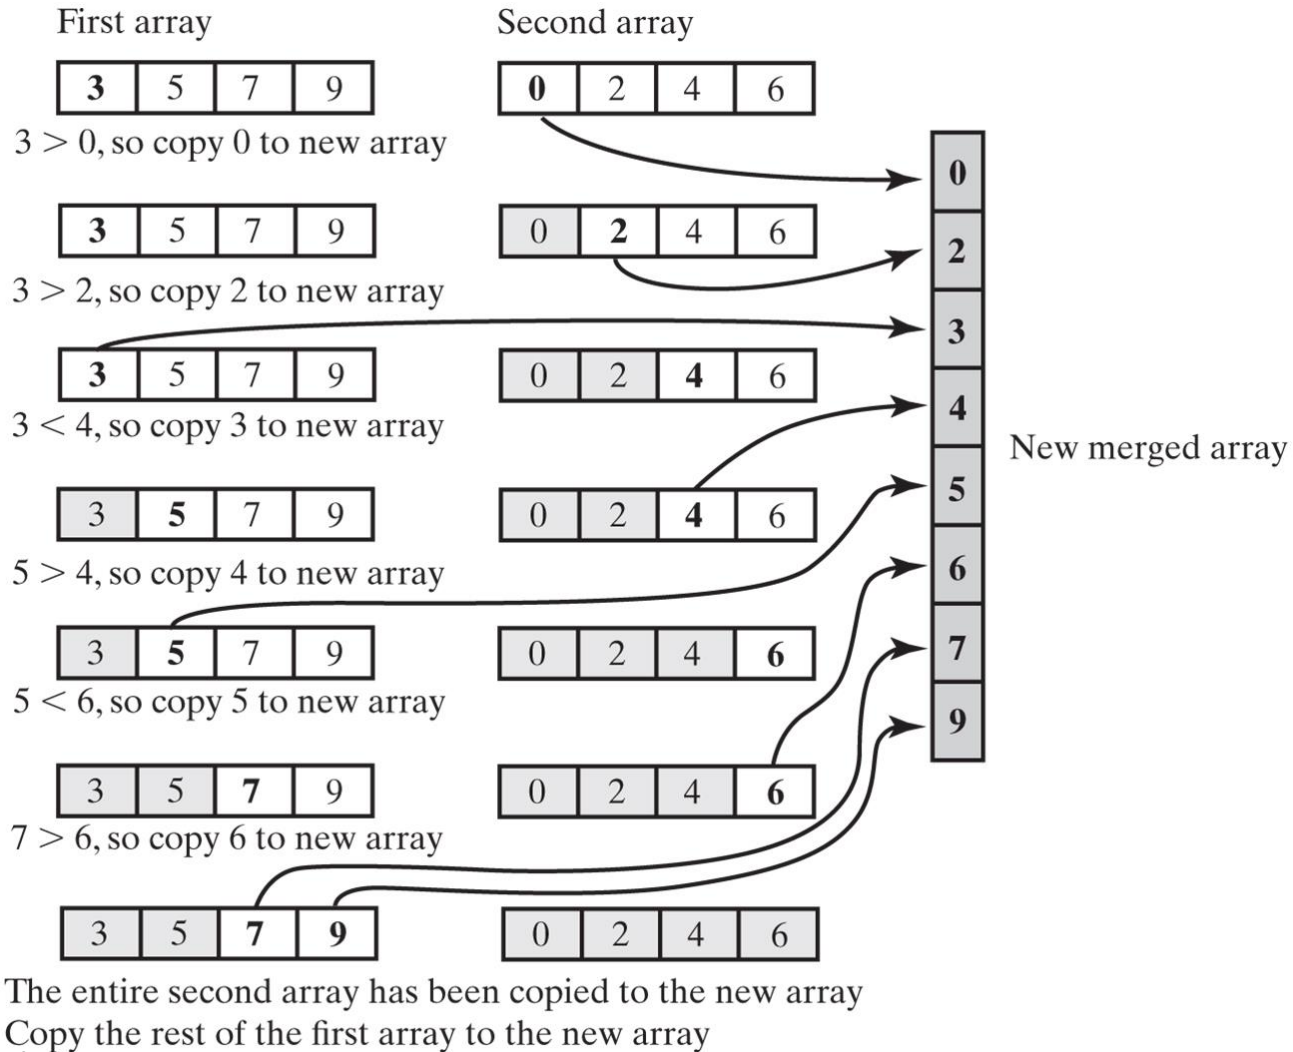 First array Second array
3 5 7 9 0 2 4 6
3 > 0, so copy 0 to new array
0
3 5 7 9 0 2 4 6
2
3 > 2, so copy 2 to new array
3
3 5 7 9 0 2 4 6
4
3 < 4, so copy 3 to new array
New merged array
5
3 5 7 9 0 2 4 6
6
5 > 4, so copy 4 to new array
3 5 7 9 0 2 4 6
7
5 < 6, so copy 5 to new array
9
3 5 7 9 0 2 4 6
7 > 6, so copy 6 to new array
3 5 7 9 0 2 4 6
The entire second array has been copied to the new array
Copy the rest of the first array to the new array